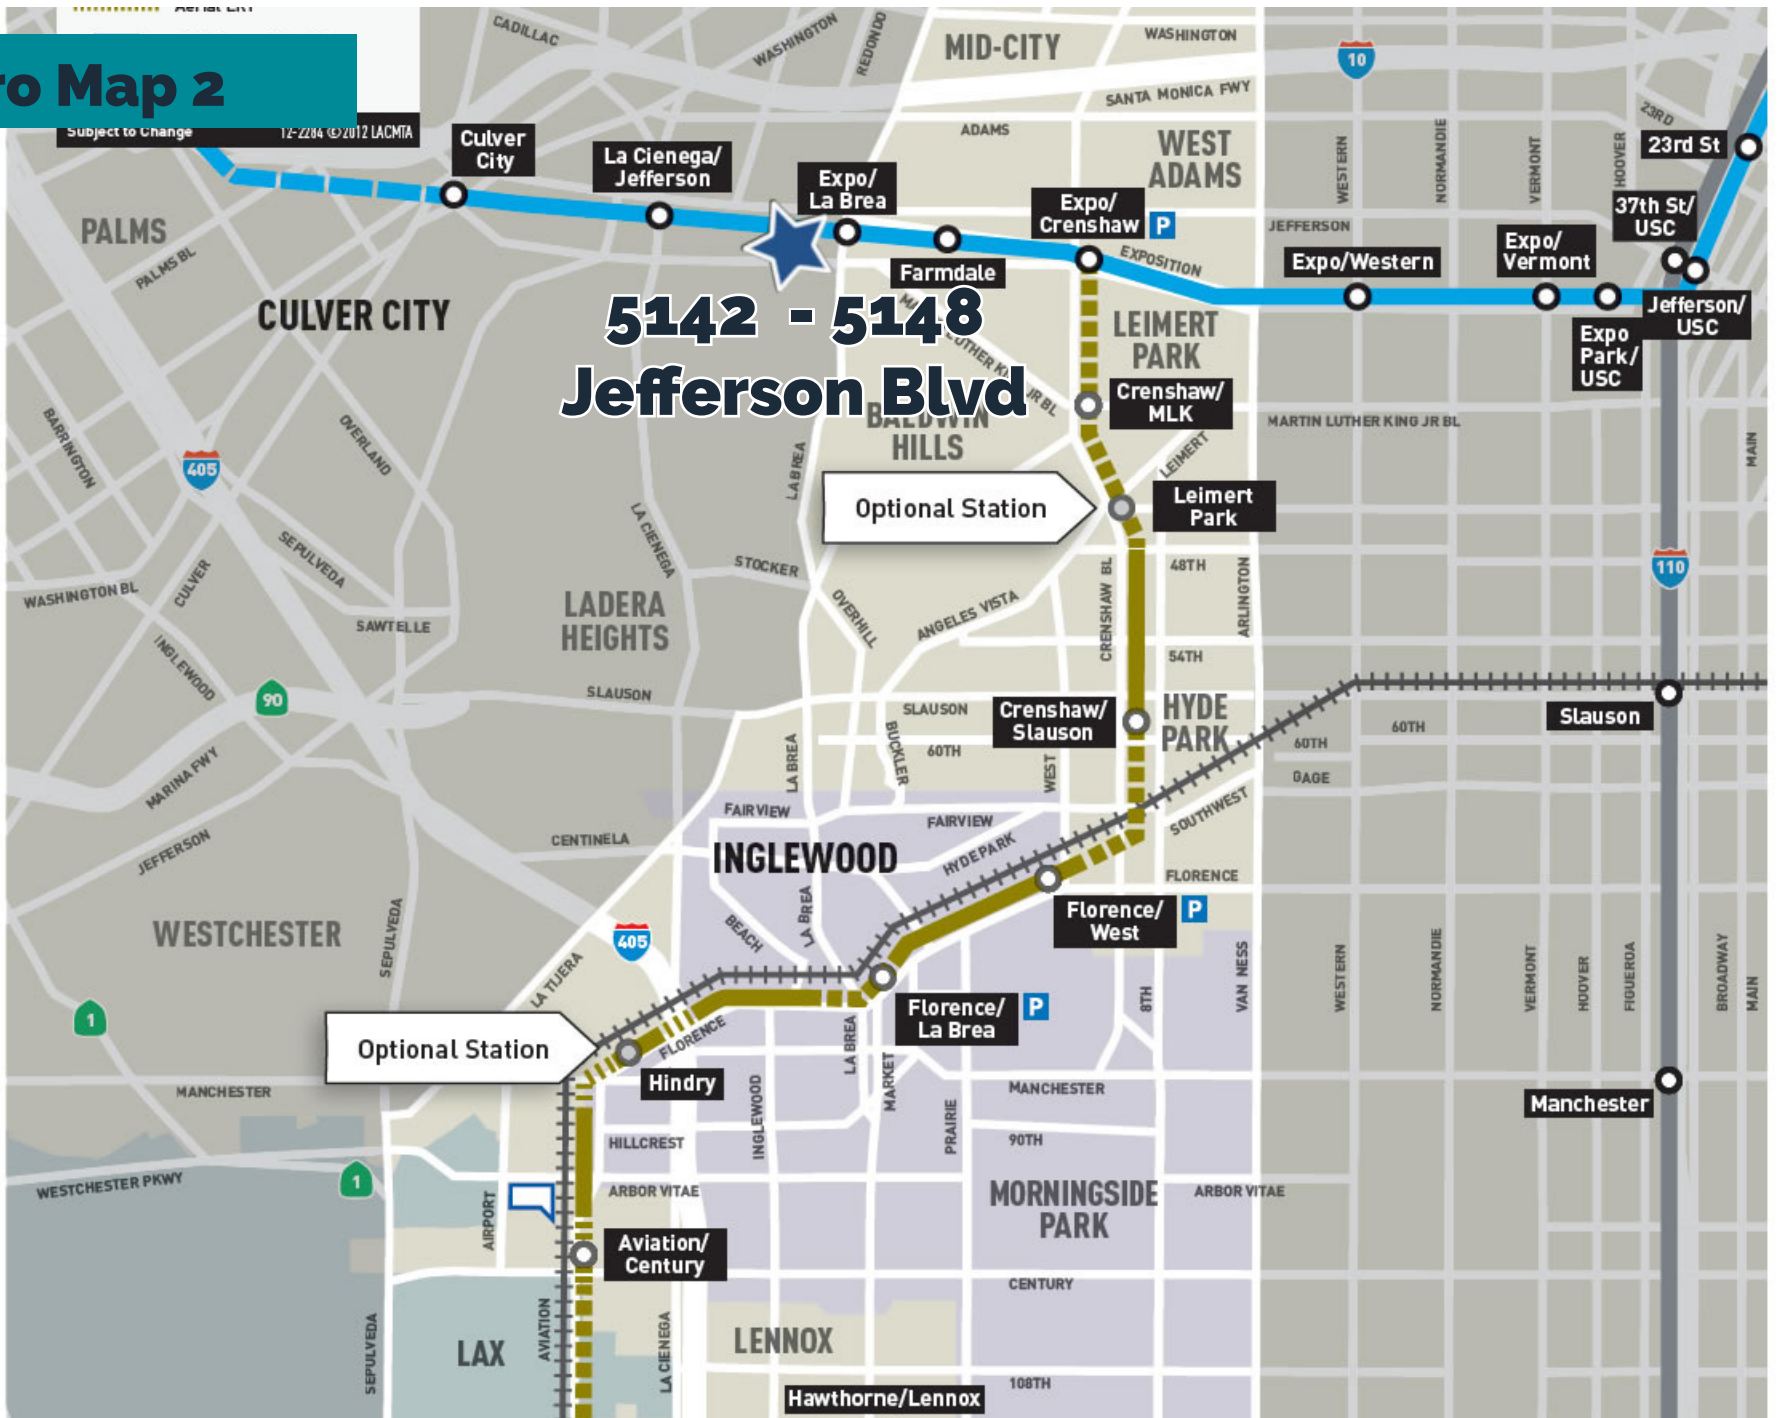 Aerial LRT
ro Map 2
Subject to Change
12-2284 ©2012 LACMTA
CADILLAC
WASHINGTON
REDONDO
MID-CITY
WASHINGTON
10
SANTA MONICA FWY
ADAMS
WEST
ADAMS
WESTERN
NORMANDIE
VERMONT
HOOVER
23RD
23rd St
Culver
City
La Cienega/
Jefferson
Expo/
La Brea
Expo/
Crenshaw
P
JEFFERSON
37th St/
USC
PALMS
PALMS BL
Farmdale
EXPOSITION
Expo/Western
Expo/
Vermont
Jefferson/
USC
Expo
Park/
USC
CULVER CITY
5142 - 5148
Jefferson Blvd
LUTHER KING JR BL
LEIMERT
PARK
Crenshaw/
MLK
MARTIN LUTHER KING JR BL
MAIN
BALDWIN
HILLS
BARRINGTON
OVERLAND
405
LA BREA
LEIMERT
Optional Station
Leimert
Park
LA CIENEGA
SEPULVEDA
STOCKER
CULVER
WASHINGTON BL
SAWTELLE
LADERA
HEIGHTS
OVERHILL
ANGELES VISTA
CRENSHAW BL
48TH
ARLINGTON
110
54TH
INGLEWOOD
90
SLAUSON
SLAUSON
Crenshaw/
Slauson
HYDE
PARK
Slauson
60TH
60TH
60TH
BUCKLER
LA BREA
WEST
GAGE
MARINA FWY
JEFFERSON
FAIRVIEW
FAIRVIEW
SOUTHWEST
CENTINELA
INGLEWOOD
HYDE PARK
FLORENCE
Florence/
West
P
WESTCHESTER
SEPULVEDA
405
BEACH
LA BREA
LA TIJERA
VAN NESS
WESTERN
NORMANDIE
VERMONT
HOOVER
FIGUEROA
BROADWAY
MAIN
8TH
1
Florence/
La Brea
P
Optional Station
FLORENCE
LA BREA
MARKET
Hindry
MANCHESTER
MANCHESTER
Manchester
INGLEWOOD
PRAIRIE
HILLCREST
90TH
WESTCHESTER PKWY
1
AIRPORT
ARBOR VITAE
MORNINGSIDE
PARK
ARBOR VITAE
Aviation/
Century
CENTURY
SEPULVEDA
LAX
AVIATION
LA CIENEGA
LENNOX
108TH
Hawthorne/Lennox